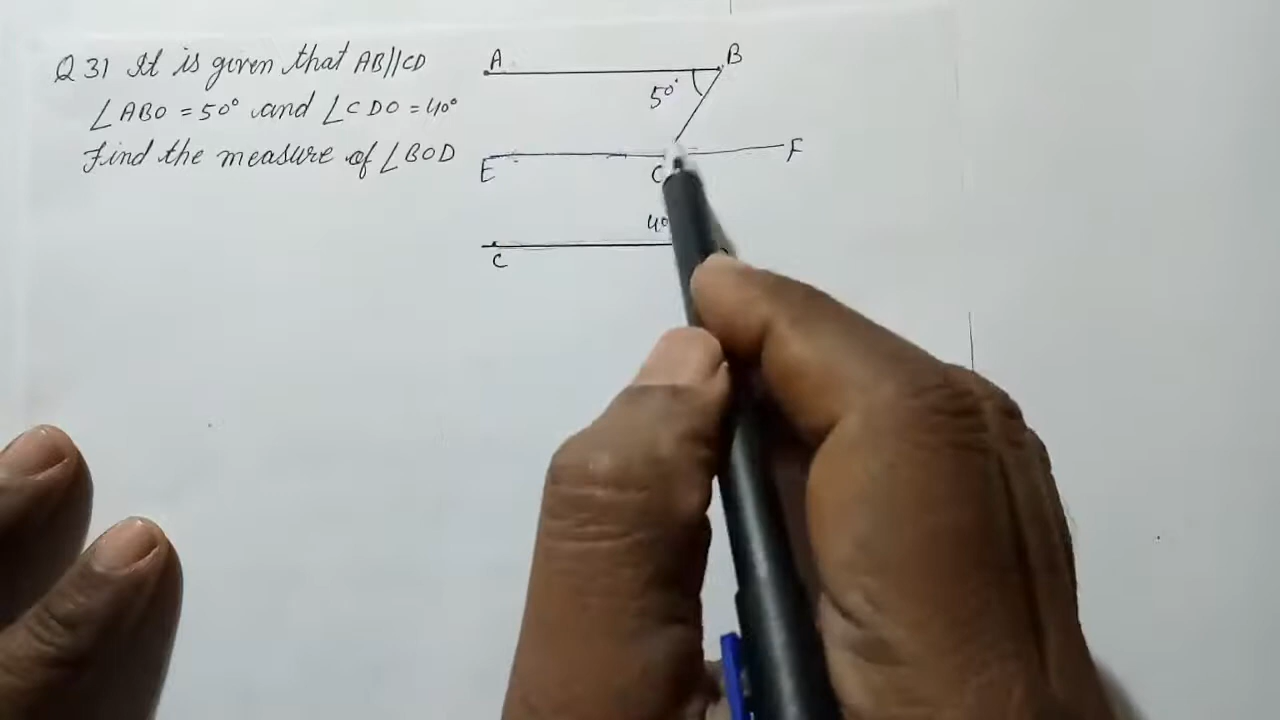 Q 31 It is given that AB//CD
∠ABO = 50° and ∠CDO = 40°
Find the measure of ∠BOD
A B
50°
E F
40
C